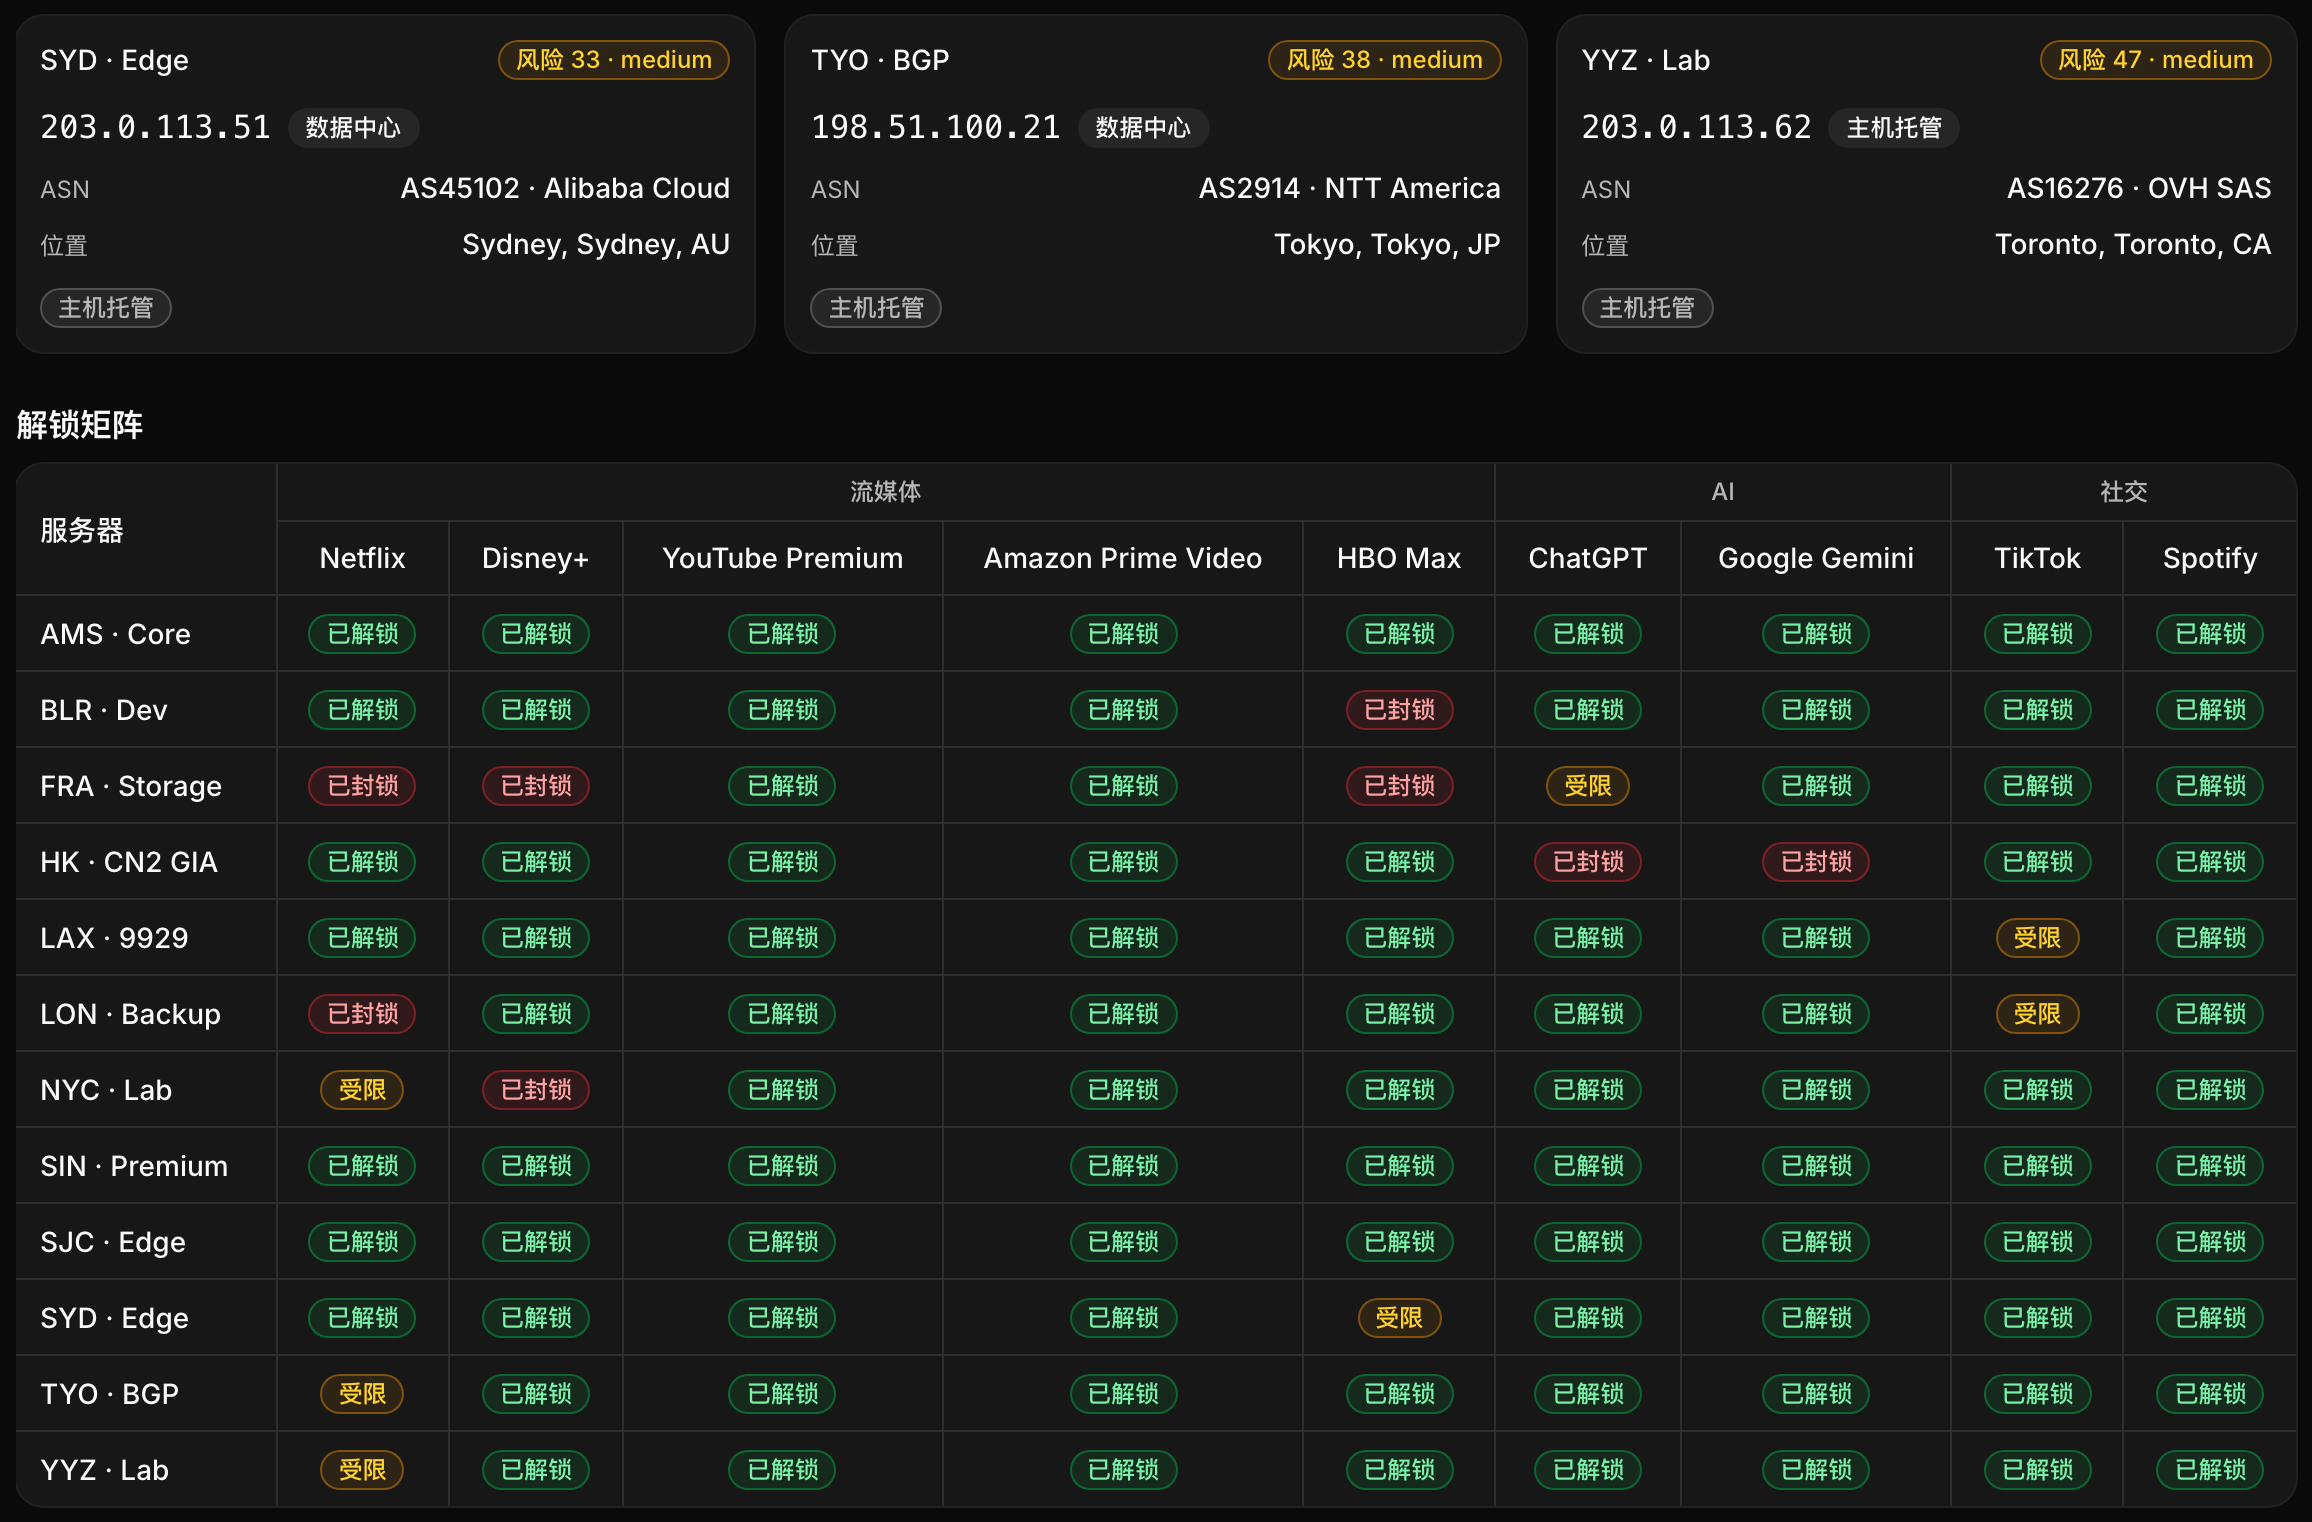 SYD · Edge
风险 33 · medium
203.0.113.51
数据中心
ASN
AS45102 · Alibaba Cloud
位置
Sydney, Sydney, AU
主机托管
TYO · BGP
风险 38 · medium
198.51.100.21
数据中心
ASN
AS2914 · NTT America
位置
Tokyo, Tokyo, JP
主机托管
YYZ · Lab
风险 47 · medium
203.0.113.62
主机托管
ASN
AS16276 · OVH SAS
位置
Toronto, Toronto, CA
主机托管
解锁矩阵
服务器 流媒体 AI 社交
Netflix Disney+ YouTube Premium Amazon Prime Video HBO Max ChatGPT Google Gemini TikTok Spotify
AMS · Core 已解锁 已解锁 已解锁 已解锁 已解锁 已解锁 已解锁 已解锁 已解锁
BLR · Dev 已解锁 已解锁 已解锁 已解锁 已封锁 已解锁 已解锁 已解锁 已解锁
FRA · Storage 已封锁 已封锁 已解锁 已解锁 已封锁 受限 已解锁 已解锁 已解锁
HK · CN2 GIA 已解锁 已解锁 已解锁 已解锁 已解锁 已封锁 已封锁 已解锁 已解锁
LAX · 9929 已解锁 已解锁 已解锁 已解锁 已解锁 已解锁 已解锁 受限 已解锁
LON · Backup 已封锁 已解锁 已解锁 已解锁 已解锁 已解锁 已解锁 受限 已解锁
NYC · Lab 受限 已封锁 已解锁 已解锁 已解锁 已解锁 已解锁 已解锁 已解锁
SIN · Premium 已解锁 已解锁 已解锁 已解锁 已解锁 已解锁 已解锁 已解锁 已解锁
SJC · Edge 已解锁 已解锁 已解锁 已解锁 已解锁 已解锁 已解锁 已解锁 已解锁
SYD · Edge 已解锁 已解锁 已解锁 已解锁 受限 已解锁 已解锁 已解锁 已解锁
TYO · BGP 受限 已解锁 已解锁 已解锁 已解锁 已解锁 已解锁 已解锁 已解锁
YYZ · Lab 受限 已解锁 已解锁 已解锁 已解锁 已解锁 已解锁 已解锁 已解锁